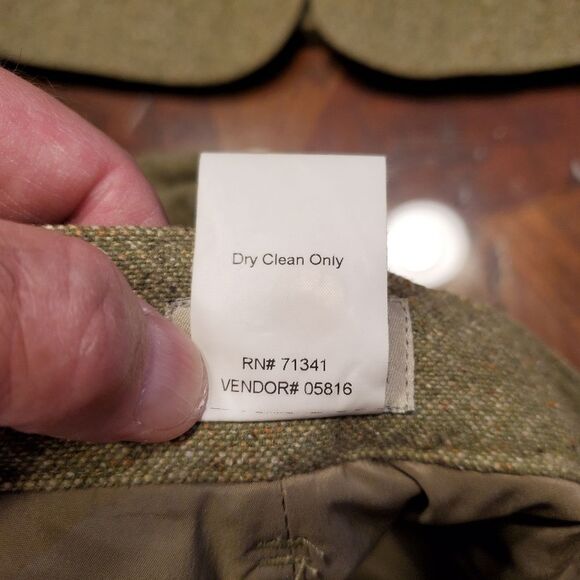 Dry Clean Only
RN# 71341
VENDOR# 05816